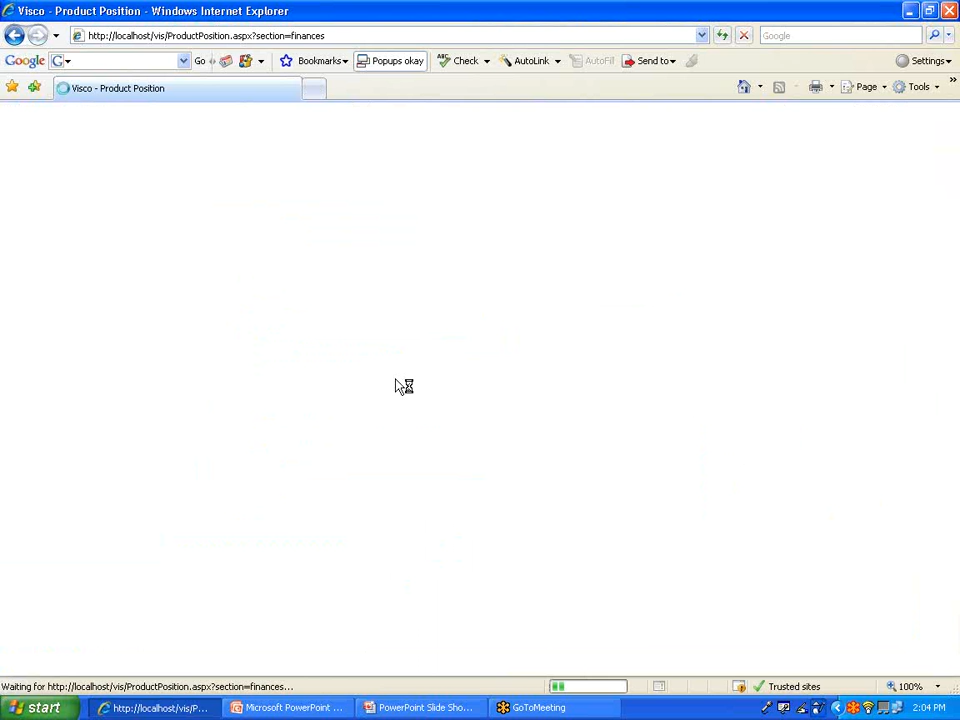 Visco - Product Position - Windows Internet Explorer
http://localhost/vis/ProductPosition.aspx?section=finances
Google
Google G Go Bookmarks Popups okay Check AutoLink AutoFill Send to Settings
Visco - Product Position
Page Tools »
Waiting for http://localhost/vis/ProductPosition.aspx?section=finances...
Trusted sites
100%
start http://localhost/vis/P... Microsoft PowerPoint ... PowerPoint Slide Sho... GoToMeeting 2:04 PM